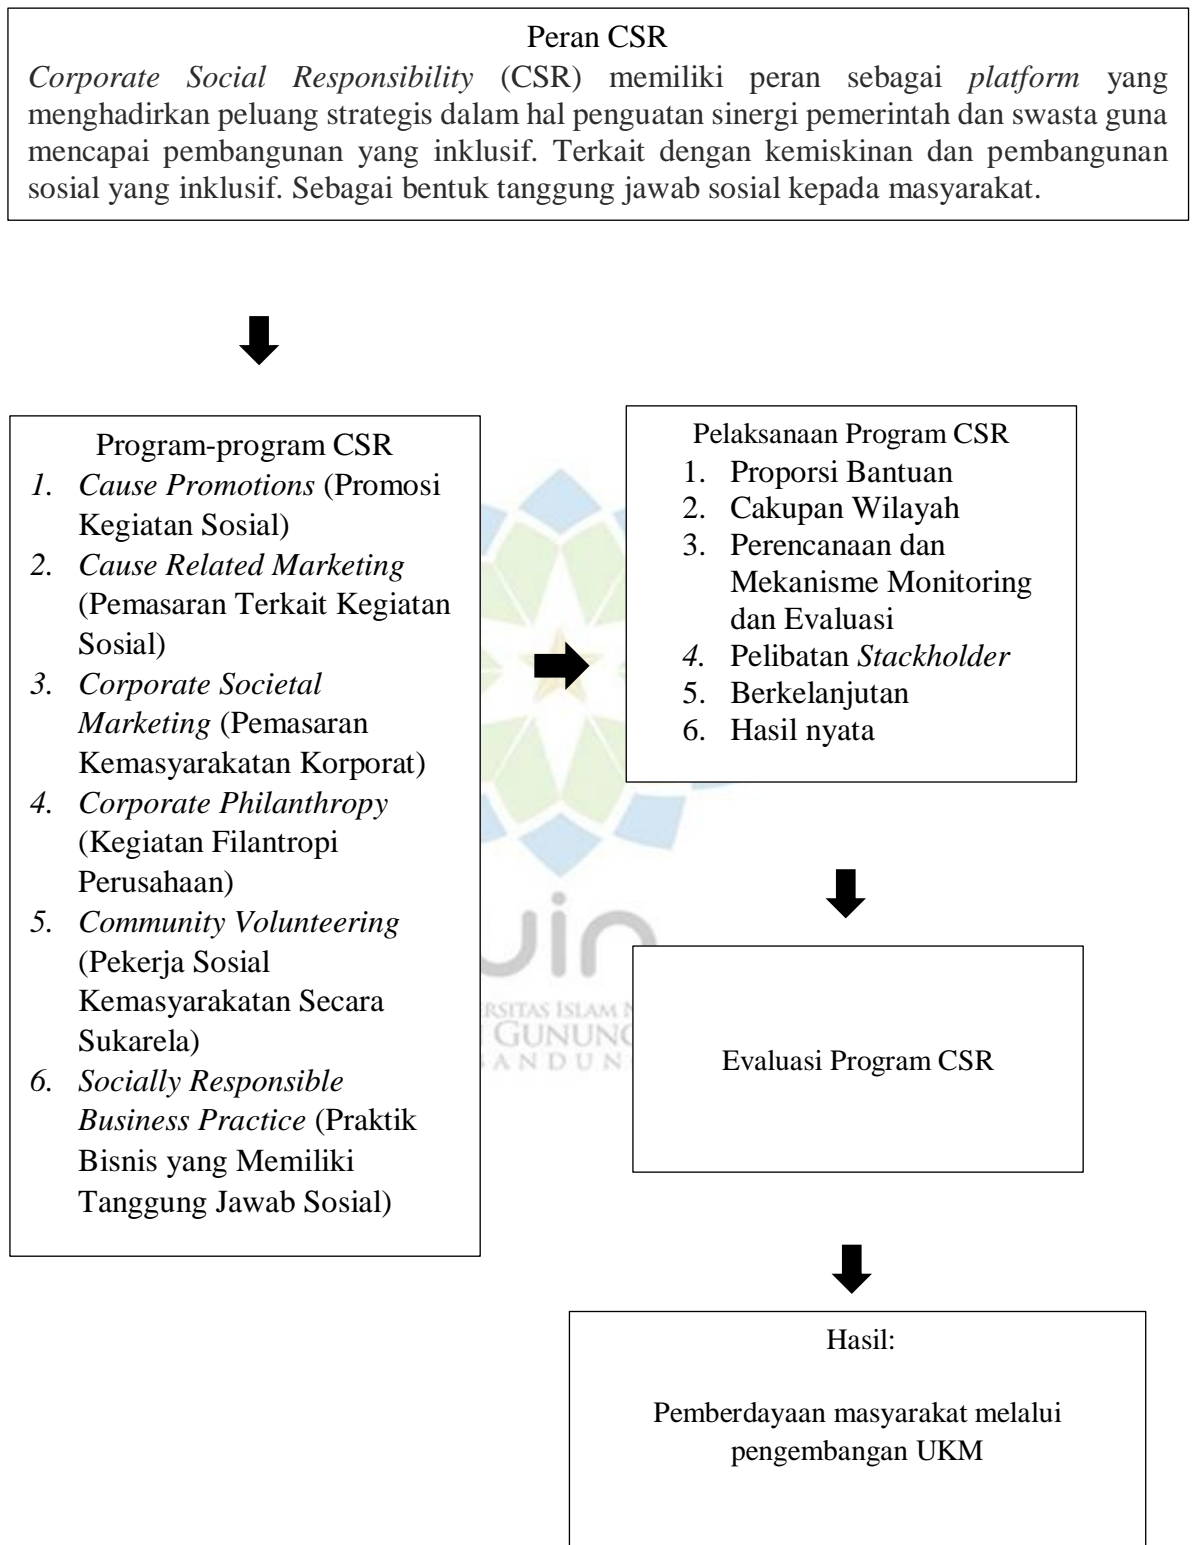 Peran CSR
Corporate Social Responsibility (CSR) memiliki peran sebagai platform yang
menghadirkan peluang strategis dalam hal penguatan sinergi pemerintah dan swasta guna
mencapai pembangunan yang inklusif. Terkait dengan kemiskinan dan pembangunan
sosial yang inklusif. Sebagai bentuk tanggung jawab sosial kepada masyarakat.
Program-program CSR
1. Cause Promotions (Promosi
Kegiatan Sosial)
2. Cause Related Marketing
(Pemasaran Terkait Kegiatan
Sosial)
3. Corporate Societal
Marketing (Pemasaran
Kemasyarakatan Korporat)
4. Corporate Philanthropy
(Kegiatan Filantropi
Perusahaan)
5. Community Volunteering
(Pekerja Sosial
Kemasyarakatan Secara
Sukarela)
6. Socially Responsible
Business Practice (Praktik
Bisnis yang Memiliki
Tanggung Jawab Sosial)
Pelaksanaan Program CSR
1. Proporsi Bantuan
2. Cakupan Wilayah
3. Perencanaan dan
Mekanisme Monitoring
dan Evaluasi
4. Pelibatan Stackholder
5. Berkelanjutan
6. Hasil nyata
uin
ISLAM
GUNUNG
Evaluasi Program CSR
Hasil:
Pemberdayaan masyarakat melalui
pengembangan UKM